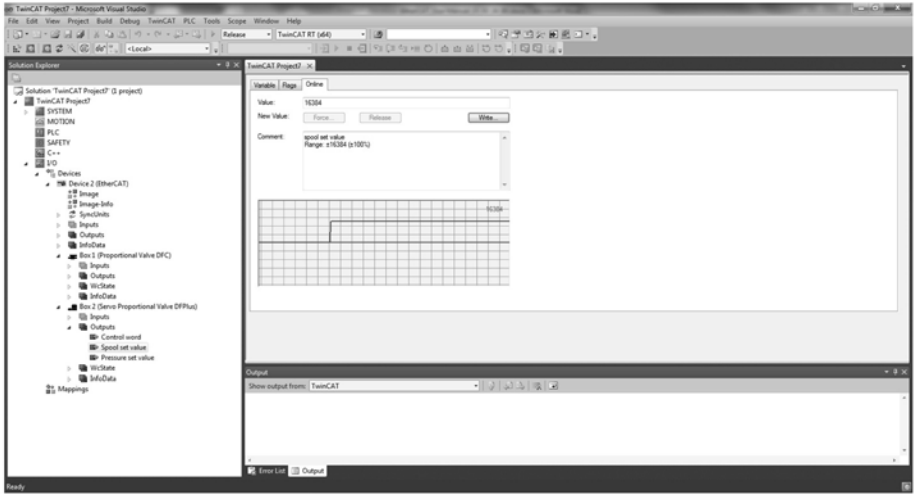 TwinCAT Project7 - Microsoft Visual Studio
File Edit View Project Build Debug TwinCAT PLC Tools Scope Window Help
Release TwinCAT RT (x64)
<Local>
Solution Explorer
Solution 'TwinCAT Project7' (1 project)
TwinCAT Project7
SYSTEM
MOTION
PLC
SAFETY
C++
I/O
Devices
Device 2 (EtherCAT)
Image
Image-Info
SyncUnits
Inputs
Outputs
InfoData
Box 1 (Proportional Valve DFC)
Inputs
Outputs
WcState
InfoData
Box 2 (Servo Proportional Valve DFPlus)
Inputs
Outputs
Control word
Spool set value
Pressure set value
WcState
InfoData
Mappings
TwinCAT Project7
Variable Flags Online
Value: 16384
New Value: Force... Release Write...
Comment: spool set value
Range: ±16384 (±100%)
16384
Output
Show output from: TwinCAT
Error List Output
Ready